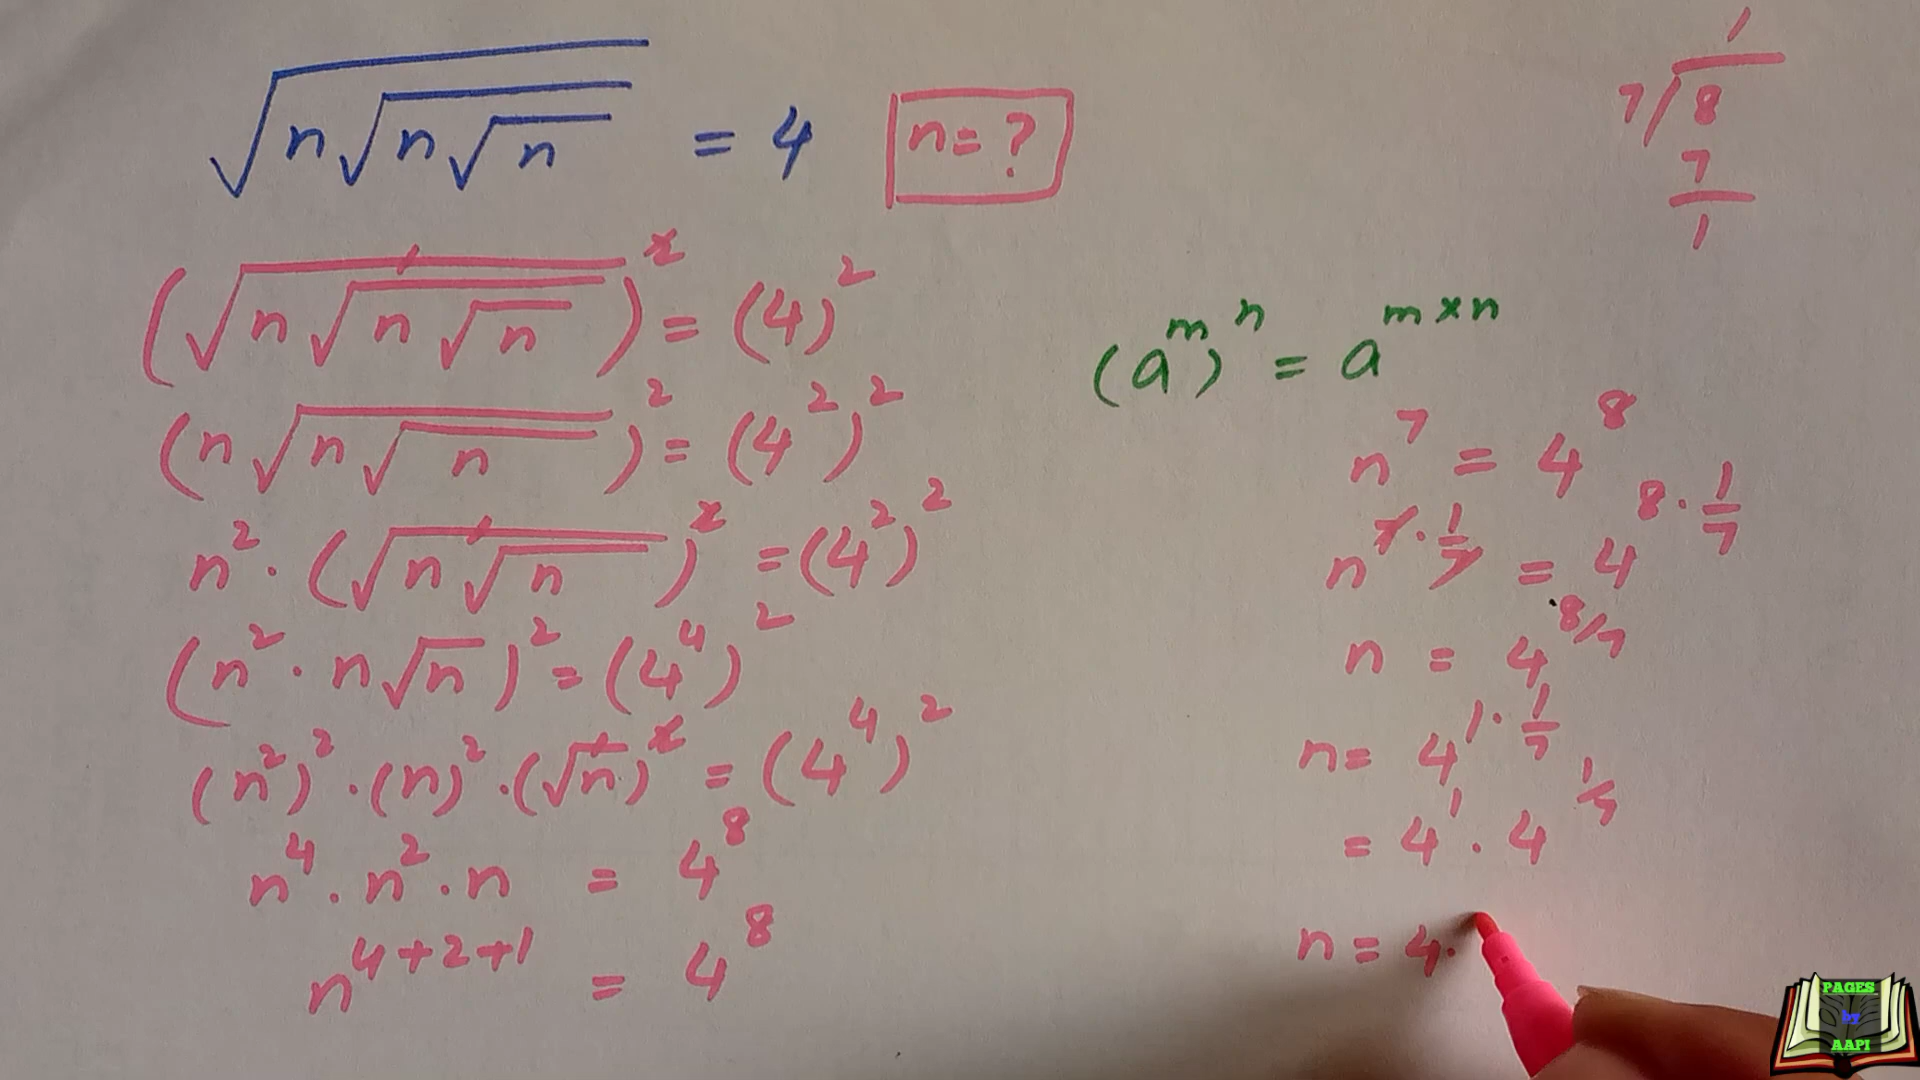 √(n√(n√n)) = 4 n = ?
(√(n√(n√n)))² = (4)²
(n√(n√n))² = (4²)²
n² · (√(n√n))² = (4²)²
(n² · n√n)² = (4⁴)²
(n²)² · (n)² · (√n)² = (4⁴)²
n⁴ · n² · n = 4⁸
n⁴⁺²⁺¹ = 4⁸
1
7/8
7
1
(a^m)^n = a^(m×n)
n⁷ = 4⁸
n^(7·1/7) = 4^(8·1/7)
n = 4^(8/7)
n = 4^(1·1/7)
= 4¹ · 4^(1/7)
n = 4 ·
PAGES
by
AAPI